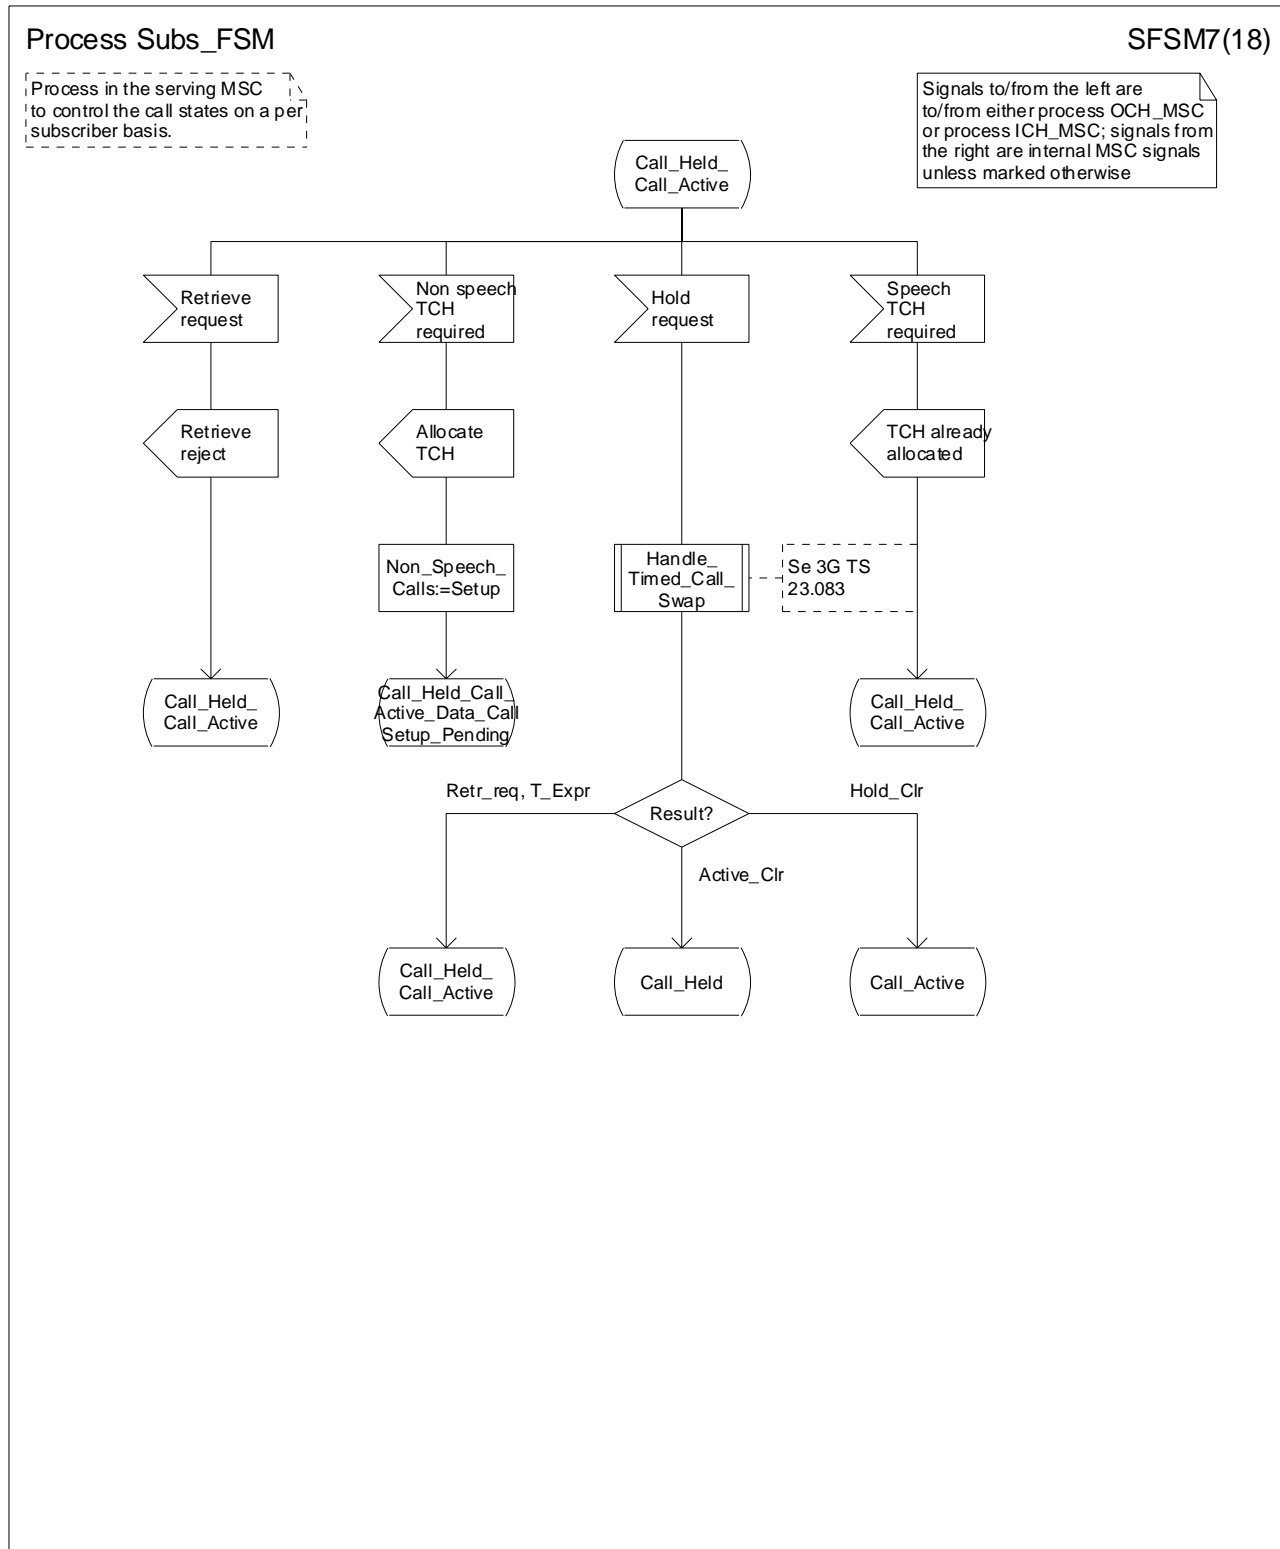 Process Subs_FSM
SFSM7(18)
Process in the serving MSC
to control the call states on a per
subscriber basis.
Signals to/from the left are
to/from either process OCH_MSC
or process ICH_MSC; signals from
the right are internal MSC signals
unless marked otherwise
Call_Held_
Call_Active
Retrieve
request
Non speech
TCH
required
Hold
request
Speech
TCH
required
Retrieve
reject
Allocate
TCH
TCH already
allocated
Non_Speech_
Calls:=Setup
Handle_
Timed_Call_
Swap
Se 3G TS
23.083
Call_Held_
Call_Active
Call_Held_Call_
Active_Data_Call
Setup_Pending
Call_Held_
Call_Active
Retr_req, T_Expr
Result?
Hold_Clr
Active_Clr
Call_Held_
Call_Active
Call_Held
Call_Active